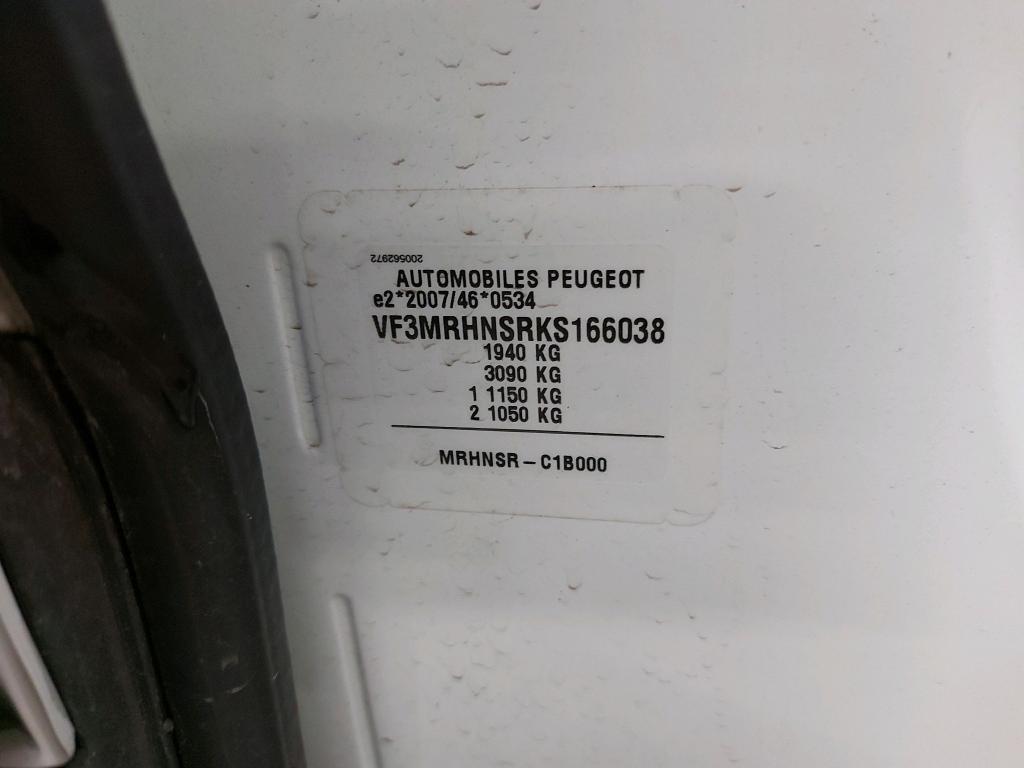 200562972
AUTOMOBILES PEUGEOT
e2*2007/46*0534
VF3MRHNSRKS166038
1940 KG
3090 KG
1 1150 KG
2 1050 KG
MRHNSR – C1B000